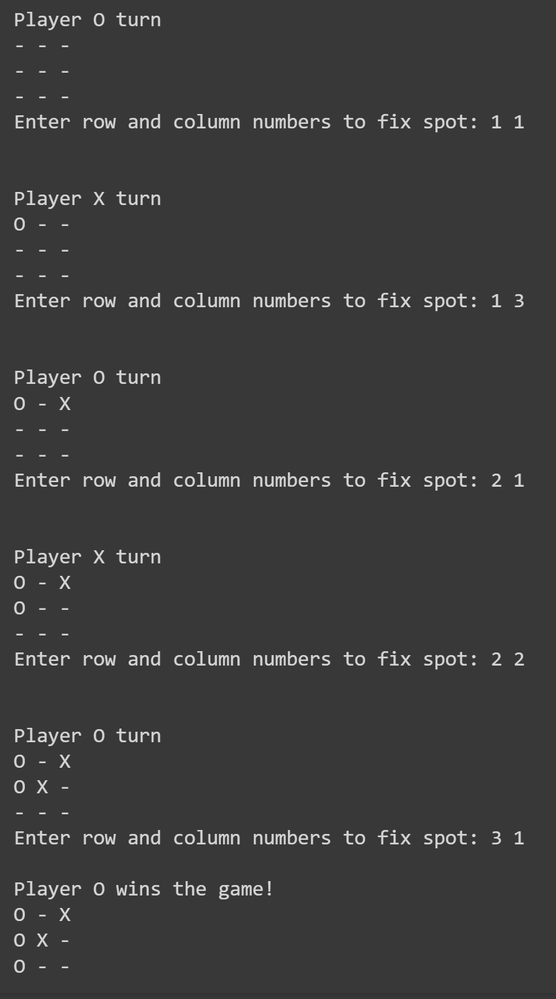 Player O turn
- - -
- - -
- - -
Enter row and column numbers to fix spot: 1 1
Player X turn
O - -
- - -
- - -
Enter row and column numbers to fix spot: 1 3
Player O turn
O - X
- - -
- - -
Enter row and column numbers to fix spot: 2 1
Player X turn
O - X
O - -
- - -
Enter row and column numbers to fix spot: 2 2
Player O turn
O - X
O X -
- - -
Enter row and column numbers to fix spot: 3 1
Player O wins the game!
O - X
O X -
O - -